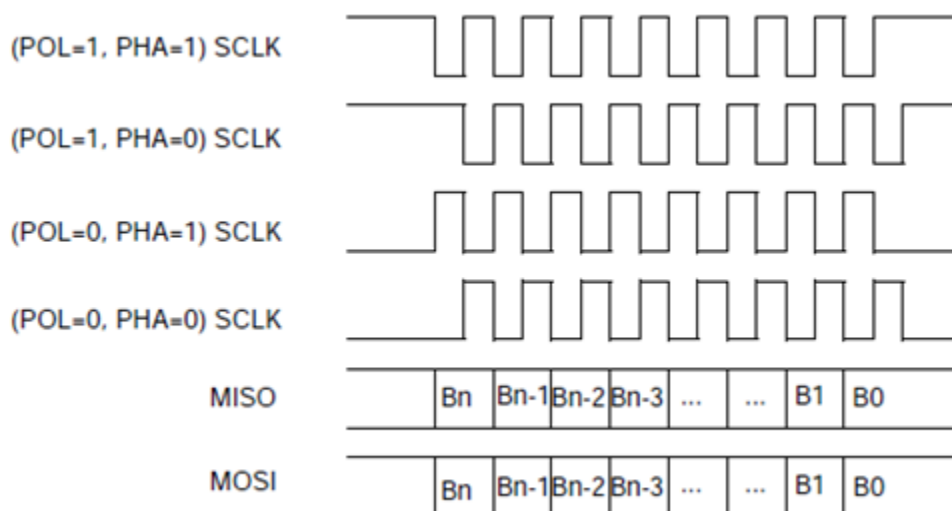 (POL=1, PHA=1) SCLK
(POL=1, PHA=0) SCLK
(POL=0, PHA=1) SCLK
(POL=0, PHA=0) SCLK
MISO Bn Bn-1 Bn-2 Bn-3 ... ... B1 B0
MOSI Bn Bn-1 Bn-2 Bn-3 ... ... B1 B0